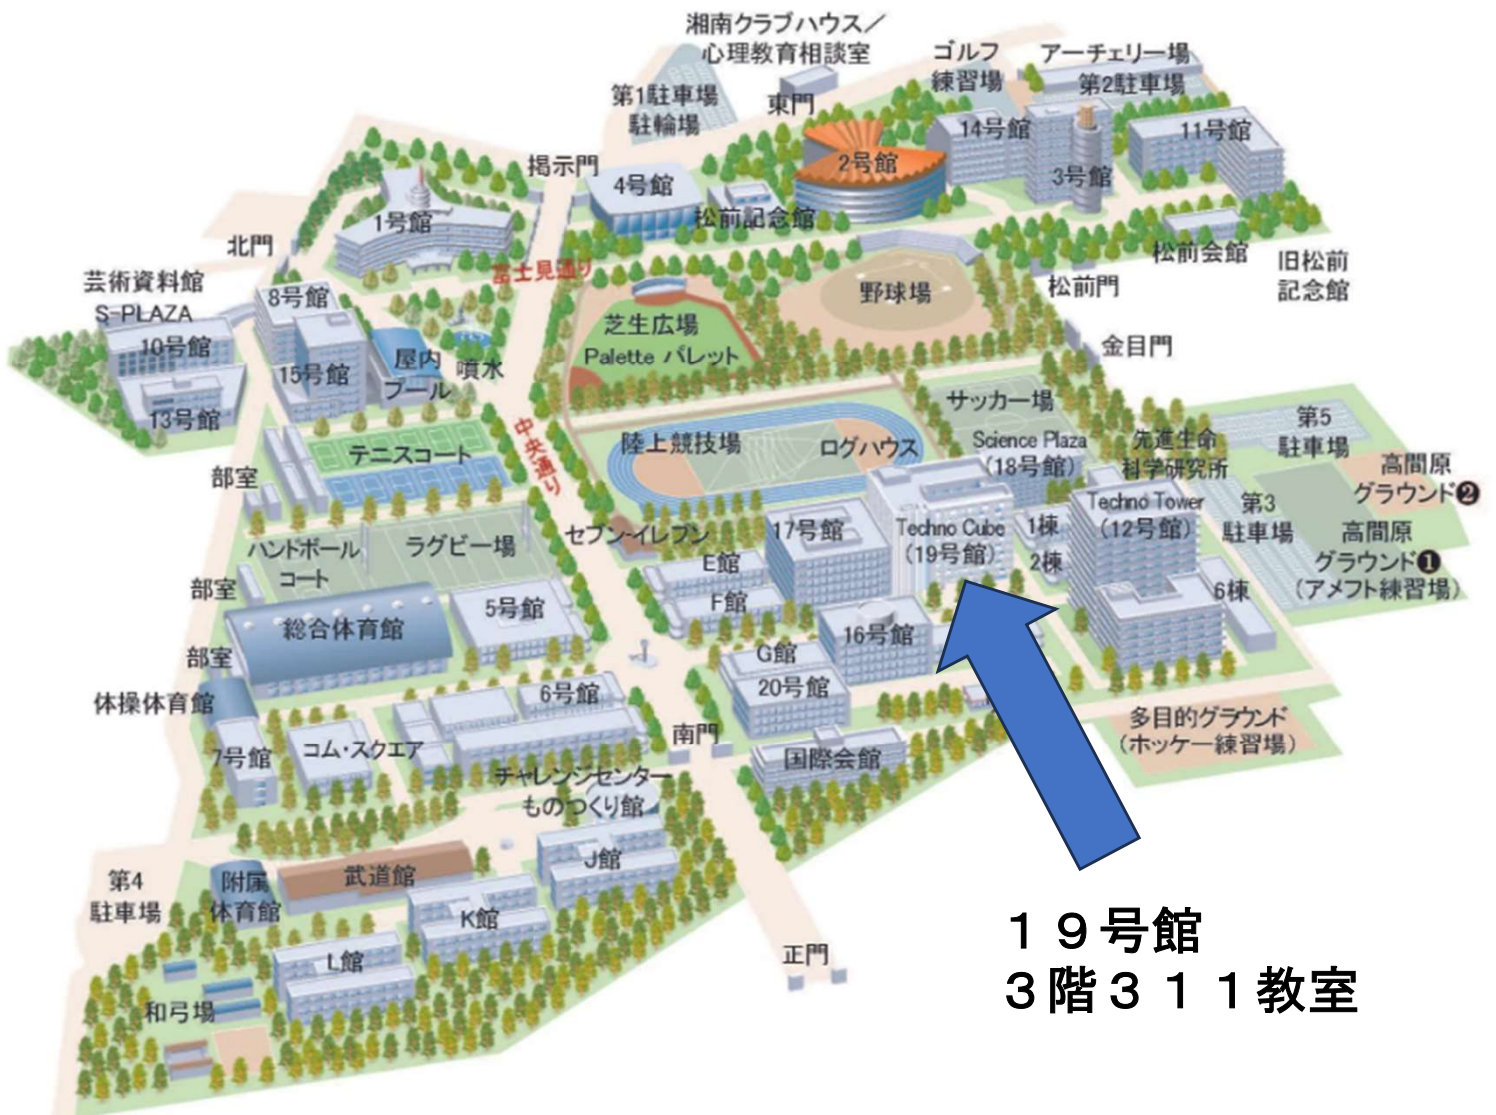 湘南クラブハウス／
心理教育相談室
ゴルフ
練習場
アーチェリー場
第2駐車場
第1駐車場
駐輪場
東門
14号館
11号館
掲示門
2号館
4号館
3号館
松前記念館
1号館
北門
富士見通り
松前会館
旧松前
記念館
松前門
芸術資料館
S-PLAZA
8号館
野球場
芝生広場
Palette パレット
金目門
10号館
15号館
屋内
プール
噴水
13号館
中央通り
サッカー場
第5
駐車場
陸上競技場
ログハウス
Science Plaza
(18号館)
先進生命
科学研究所
テニスコート
部室
高間原
グラウンド❷
Techno Tower
(12号館)
第3
駐車場
高間原
グラウンド❶
(アメフト練習場)
セブン-イレブン
17号館
Techno Cube
(19号館)
1棟
2棟
ハンドボール
コート
ラグビー場
E館
F館
部室
5号館
6棟
総合体育館
16号館
部室
G館
20号館
体操体育館
6号館
多目的グラウンド
(ホッケー練習場)
南門
7号館
コム・スクエア
国際会館
チャレンジセンター
ものつくり館
J館
第4
駐車場
附属
体育館
武道館
K館
L館
正門
和弓場
１９号館
３階３１１教室